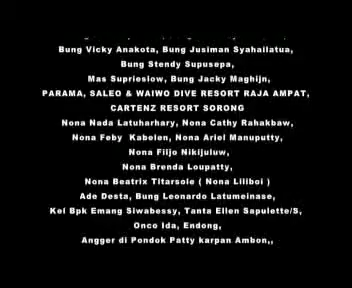 Bung Vicky Anakota, Bung Jusiman Syahailatua,
Bung Stendy Supusepa,
Mas Suprieslow, Bung Jacky Maghijn,
PARAMA, SALEO & WAIWO DIVE RESORT RAJA AMPAT,
CARTENZ RESORT SORONG
Nona Nada Latuharhary, Nona Cathy Rahakbaw,
Nona Feby Kabelen, Nona Ariel Manuputty,
Nona Filjo Nikijuluw,
Nona Brenda Loupatty,
Nona Beatrix Titarsole ( Nona Liliboi )
Ade Desta, Bung Leonardo Latumeinase,
Kel Bpk Emang Siwabessy, Tanta Ellen Sapulette/S,
Onco Ida, Endong,
Angger di Pondok Patty karpan Ambon,,